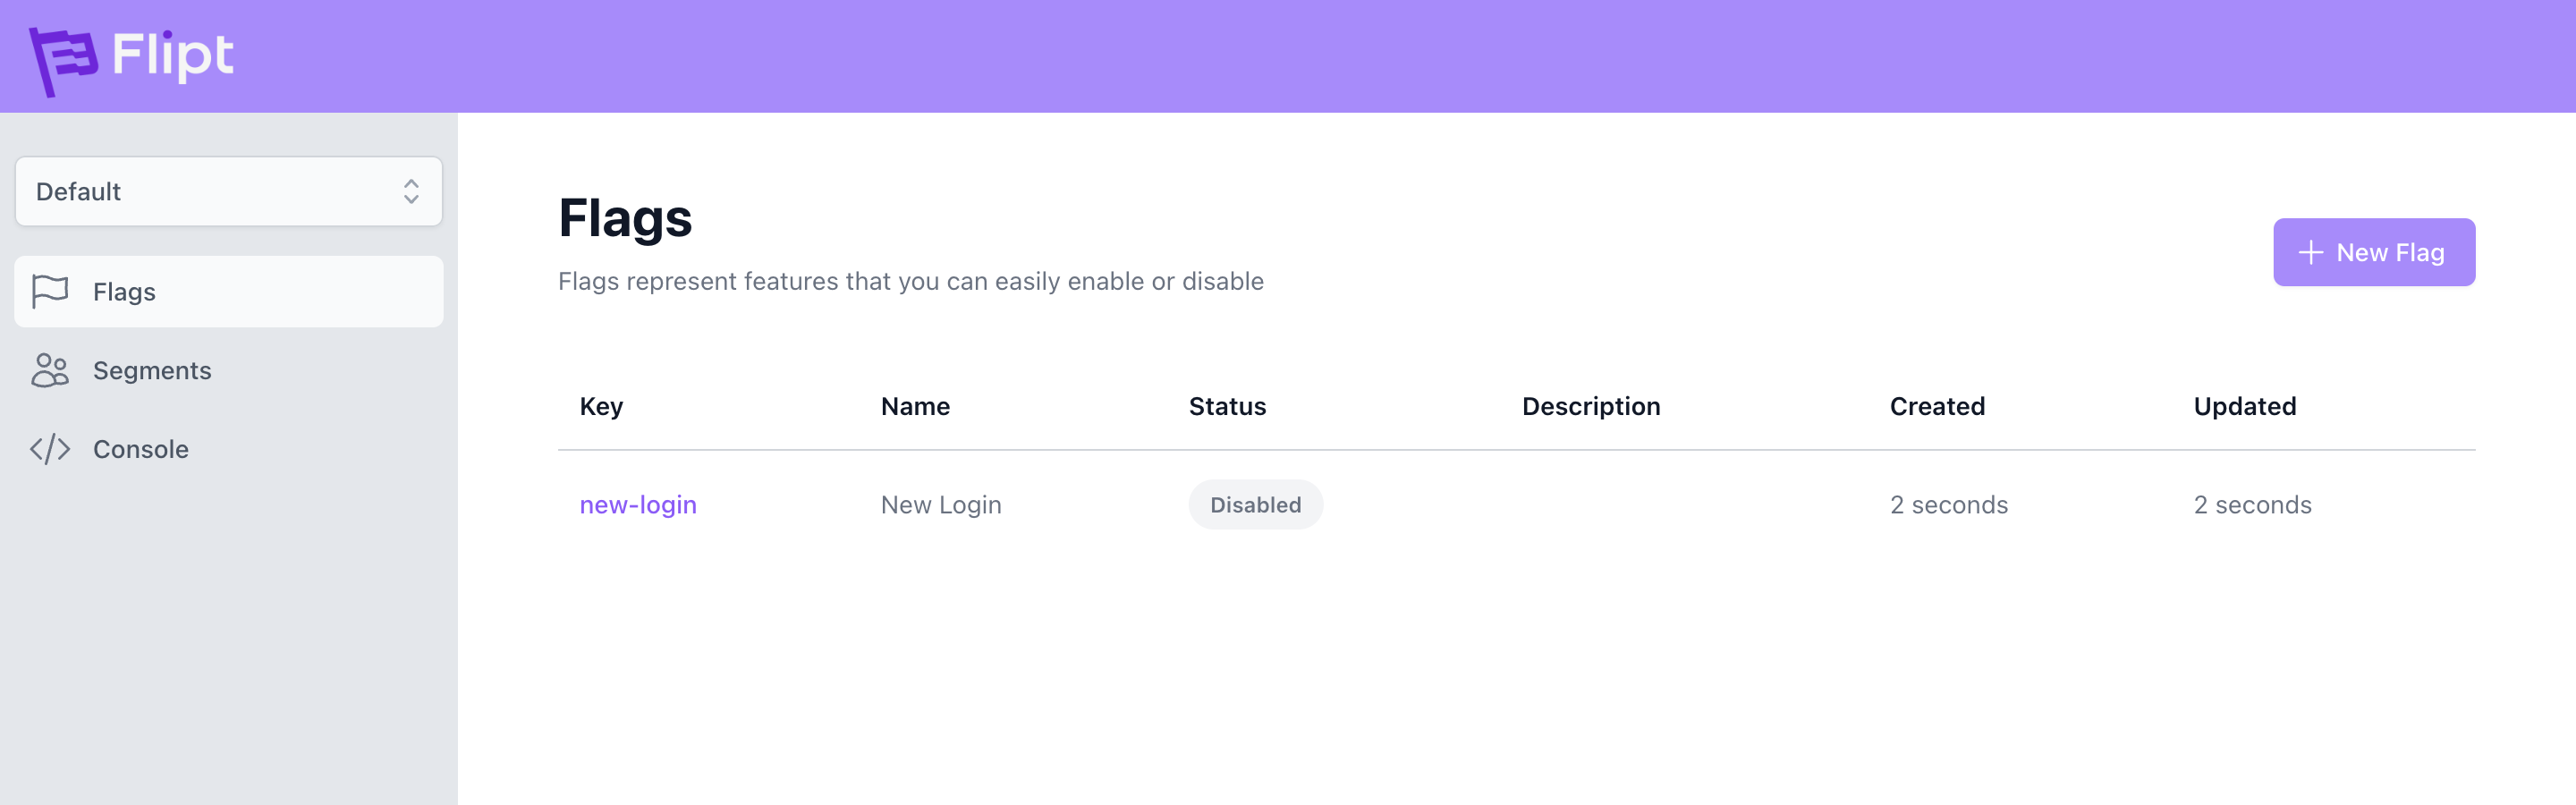 Flipt
Default
Flags
Segments
Console
Flags
Flags represent features that you can easily enable or disable
New Flag
Key Name Status Description Created Updated
new-login New Login Disabled 2 seconds 2 seconds